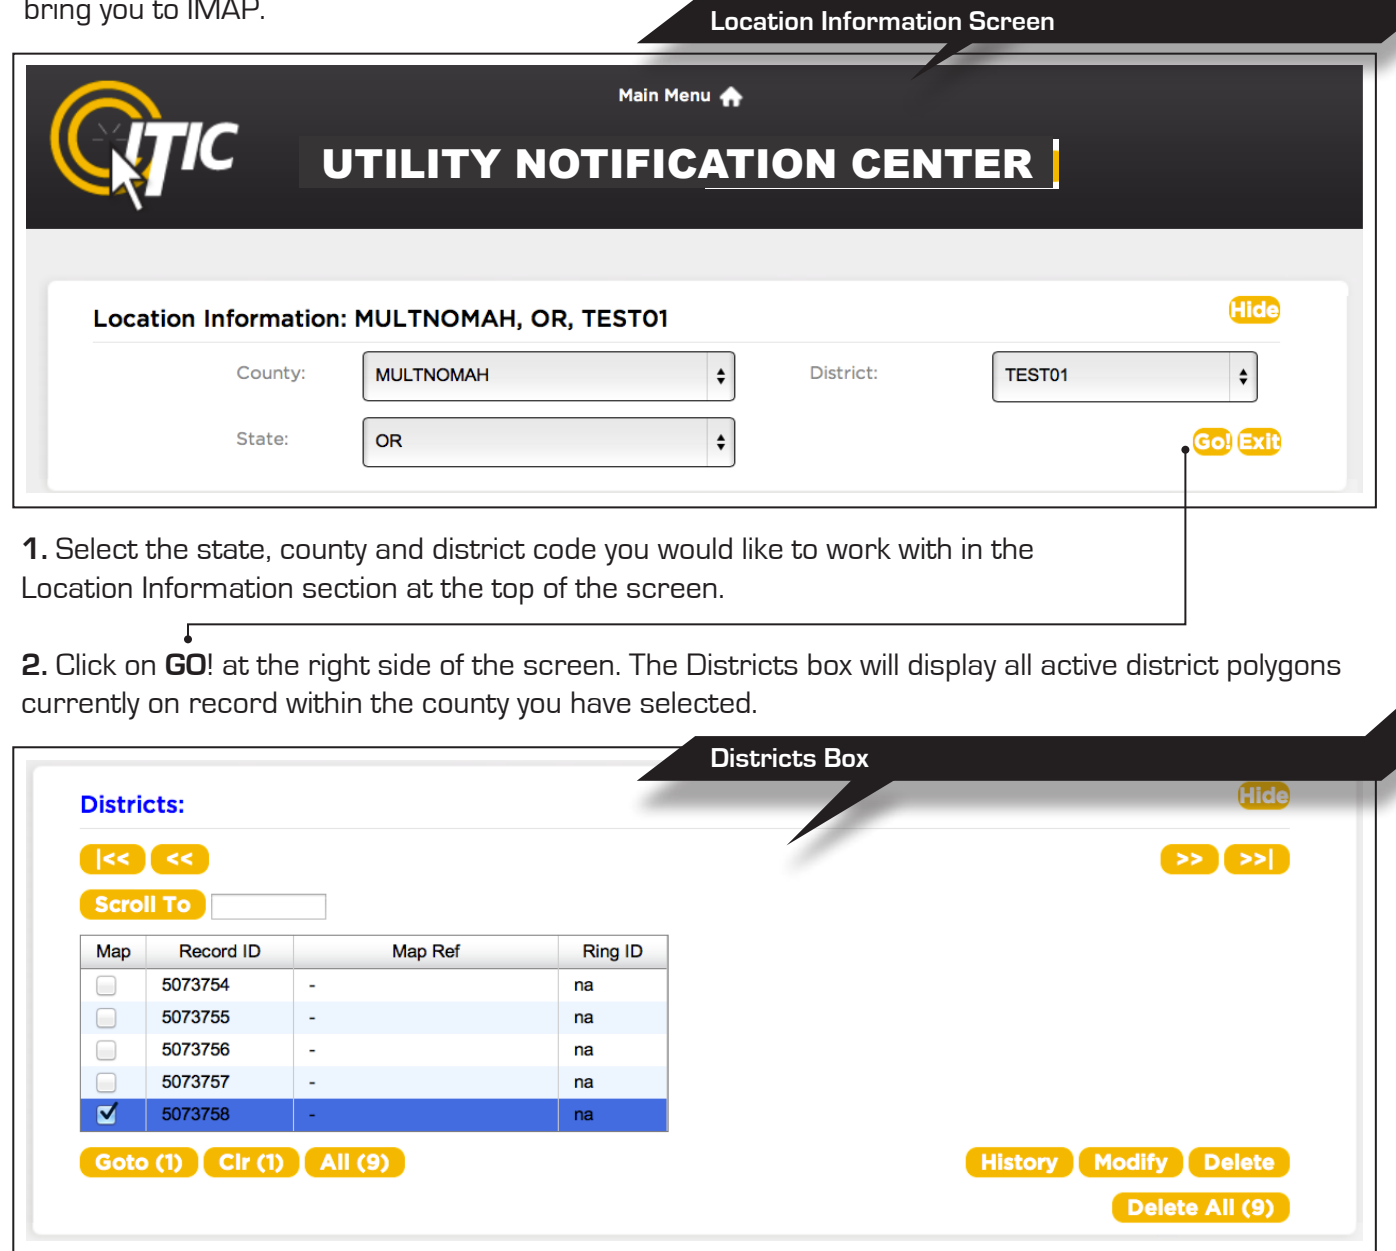 bring you to IMAP.
Location Information Screen
Main Menu
ITIC
UTILITY NOTIFICATION CENTER
Location Information: MULTNOMAH, OR, TEST01
Hide
County: MULTNOMAH District: TEST01
State: OR Go! Exit
1. Select the state, county and district code you would like to work with in the
Location Information section at the top of the screen.
2. Click on GO! at the right side of the screen. The Districts box will display all active district polygons
currently on record within the county you have selected.
Districts Box
Districts:
Hide
|<< << >> >>|
Scroll To
Map Record ID Map Ref Ring ID
5073754 - na
5073755 - na
5073756 - na
5073757 - na
5073758 - na
Goto (1) Clr (1) All (9) History Modify Delete
Delete All (9)